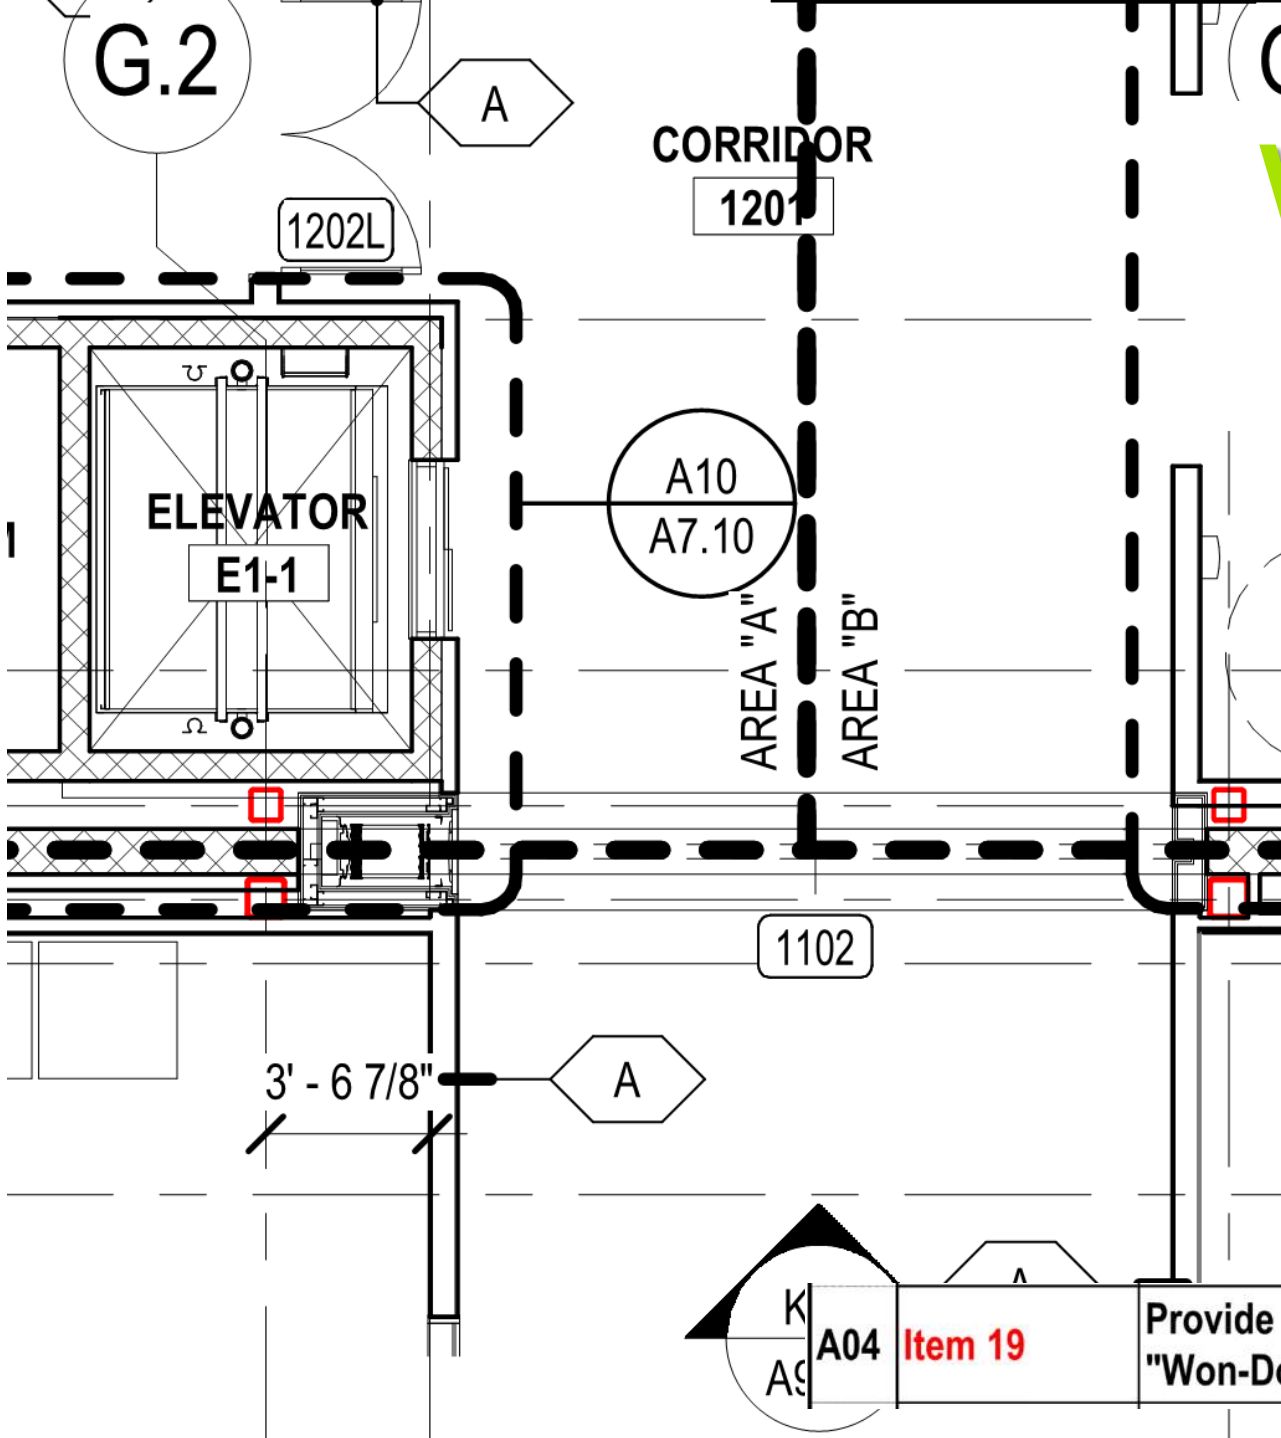 G.2
A
CORRIDOR
1201
1202L
A10
A7.10
ELEVATOR
E1-1
AREA "A"
AREA "B"
1102
3' - 6 7/8"
A
A
K
A04
Item 19
Provide